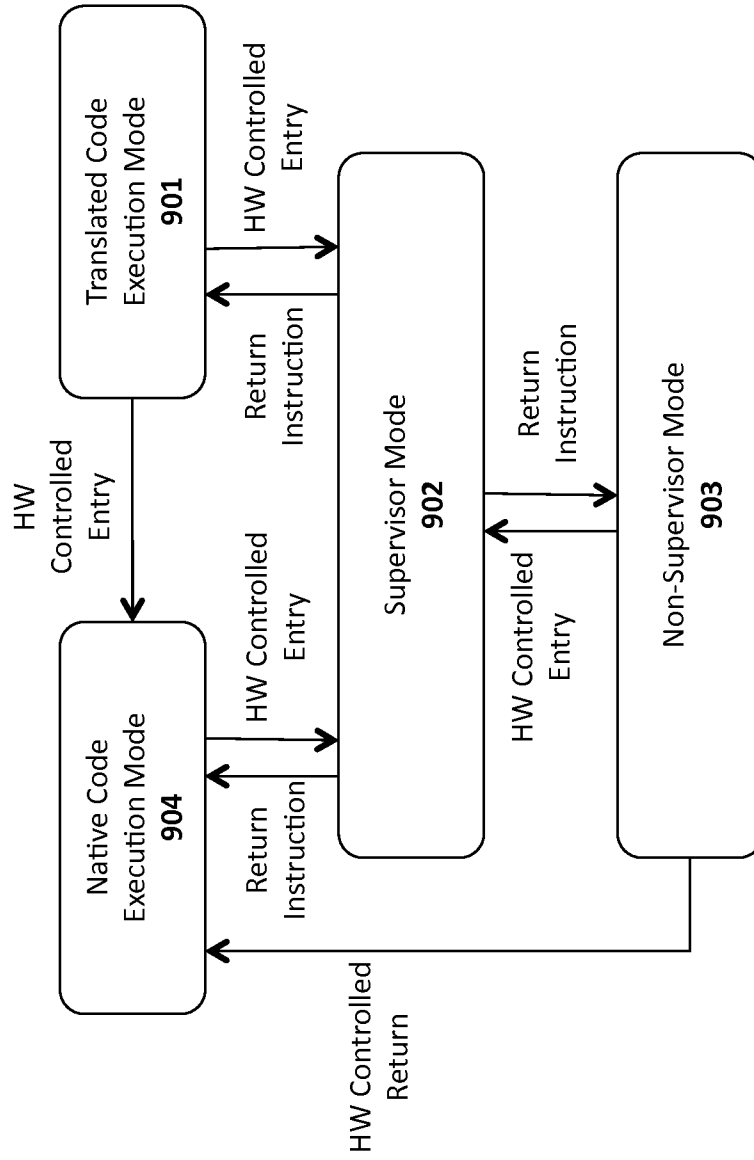 HW
Controlled
Entry
Native Code
Execution Mode
904
Translated Code
Execution Mode
901
Return
Instruction
HW Controlled
Entry
Return
Instruction
HW Controlled
Entry
HW Controlled
Return
Supervisor Mode
902
HW Controlled
Entry
Return
Instruction
Non-Supervisor Mode
903